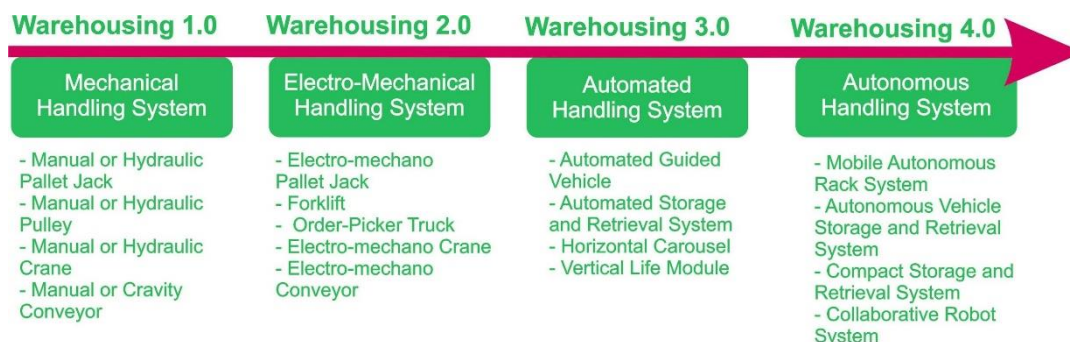 Warehousing 1.0
Mechanical
Handling System
- Manual or Hydraulic
Pallet Jack
- Manual or Hydraulic
Pulley
- Manual or Hydraulic
Crane
- Manual or Cravity
Conveyor
Warehousing 2.0
Electro-Mechanical
Handling System
- Electro-mechano
Pallet Jack
- Forklift
- Order-Picker Truck
- Electro-mechano Crane
- Electro-mechano
Conveyor
Warehousing 3.0
Automated
Handling System
- Automated Guided
Vehicle
- Automated Storage
and Retrieval System
- Horizontal Carousel
- Vertical Life Module
Warehousing 4.0
Autonomous
Handling System
- Mobile Autonomous
Rack System
- Autonomous Vehicle
Storage and Retrieval
System
- Compact Storage and
Retrieval System
- Collaborative Robot
System